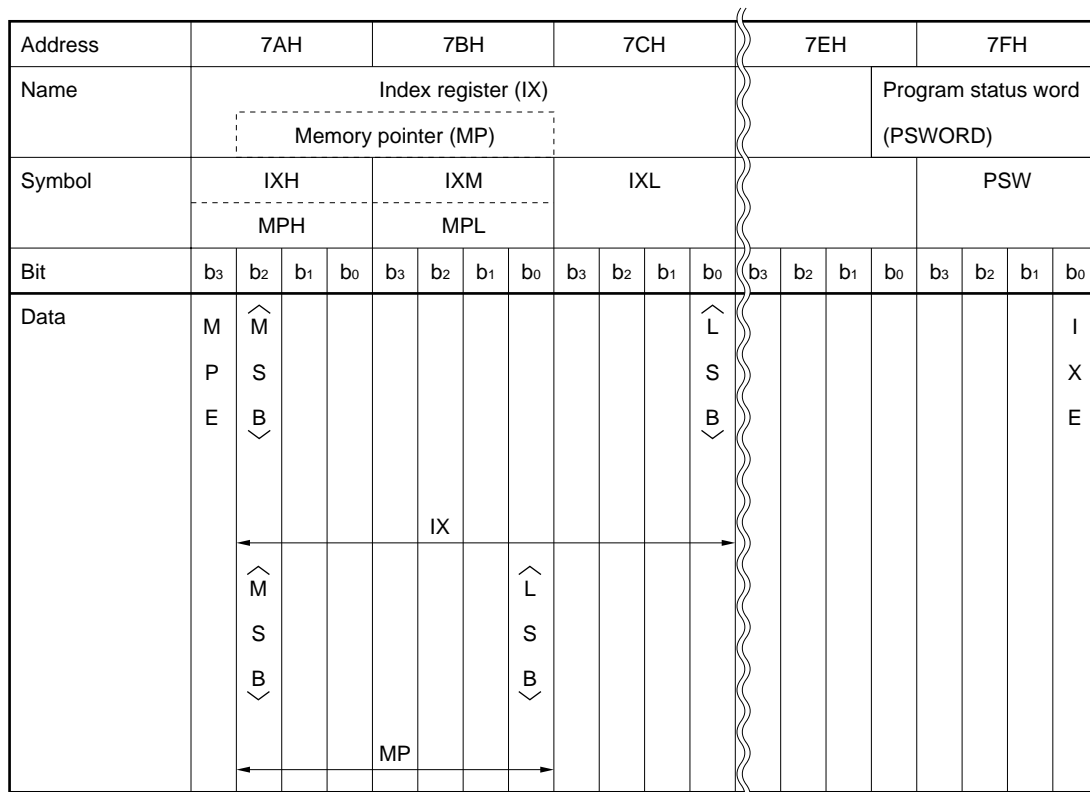 Address 7AH 7BH 7CH 7EH 7FH
Name Index register (IX) Program status word
Memory pointer (MP) (PSWORD)
Symbol IXH IXM IXL PSW
MPH MPL
Bit b3 b2 b1 b0 b3 b2 b1 b0 b3 b2 b1 b0 b3 b2 b1 b0 b3 b2 b1 b0
Data
M P E
〈M S B〉
〈L S B〉
I X E
IX
〈M S B〉
〈L S B〉
MP